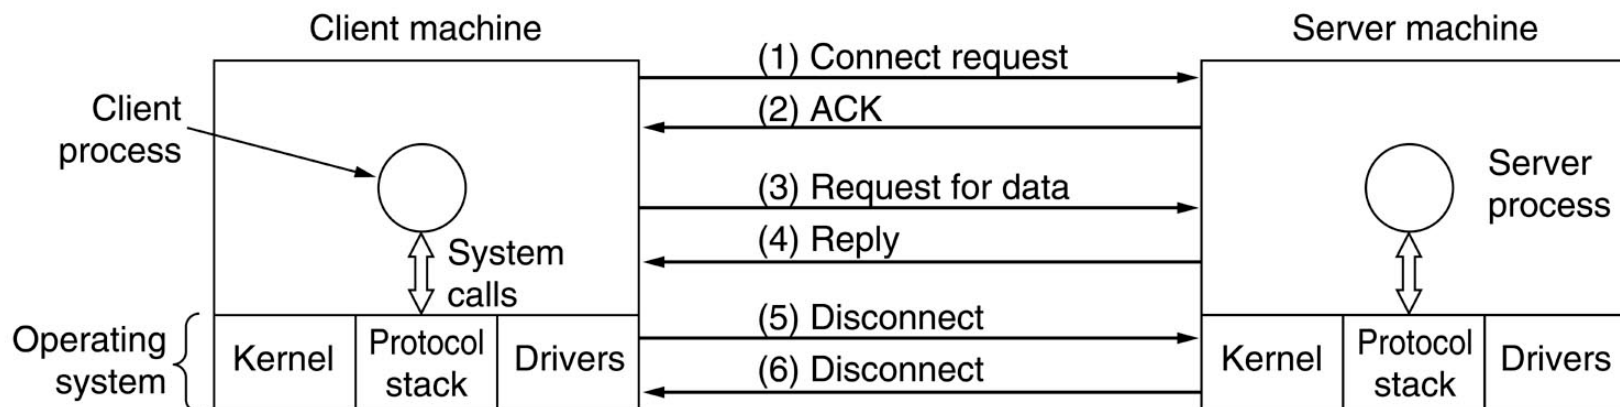 Client machine
Server machine
(1) Connect request
(2) ACK
Client
process
(3) Request for data
Server
process
(4) Reply
System
calls
(5) Disconnect
(6) Disconnect
Operating
system
Kernel
Protocol
stack
Drivers
Kernel
Protocol
stack
Drivers